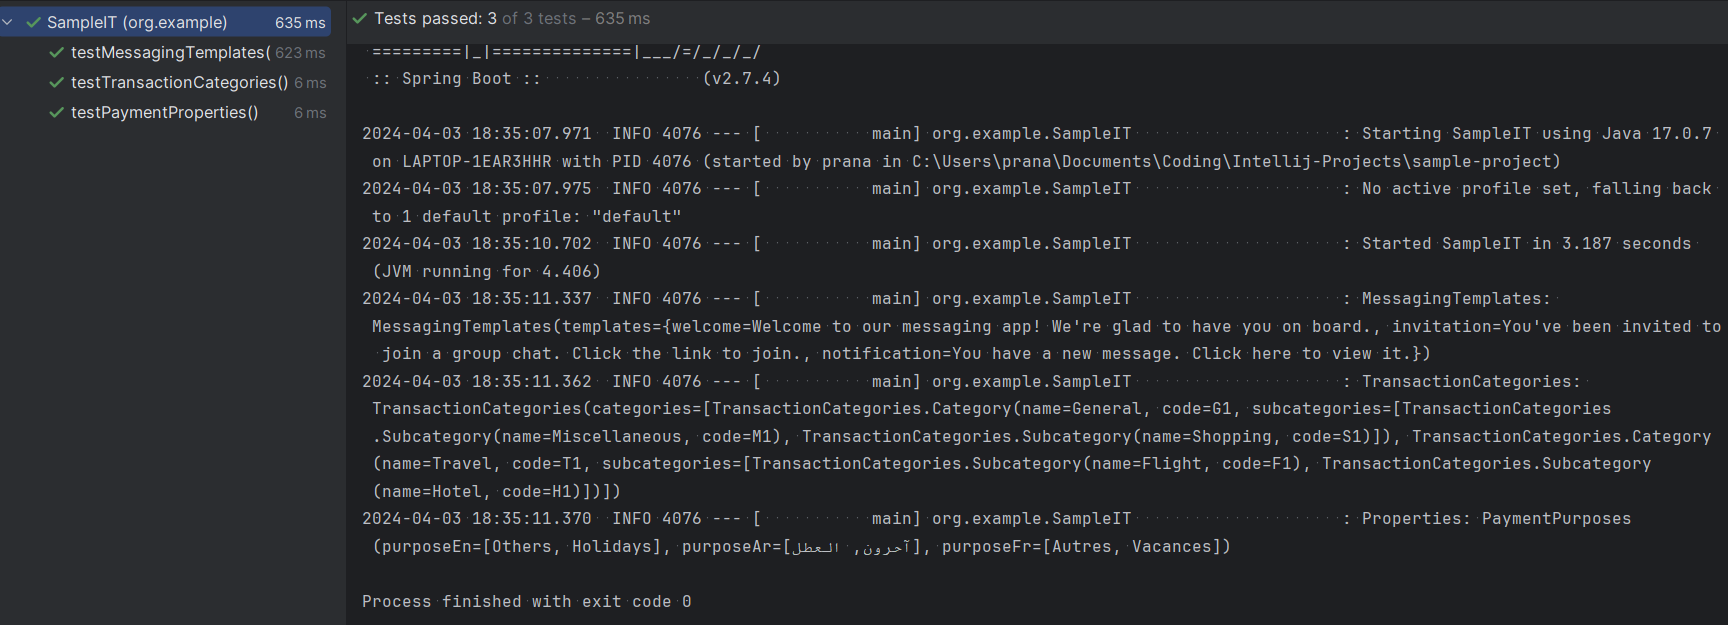 SampleIT (org.example) 635 ms
testMessagingTemplates( 623 ms
testTransactionCategories() 6 ms
testPaymentProperties() 6 ms
Tests passed: 3 of 3 tests – 635 ms
=========|_|==============|___/=/_/_/_/
:: Spring Boot :: (v2.7.4)
2024-04-03 18:35:07.971  INFO 4076 --- [           main] org.example.SampleIT                     : Starting SampleIT using Java 17.0.7
on LAPTOP-1EAR3HHR with PID 4076 (started by prana in C:\Users\prana\Documents\Coding\Intellij-Projects\sample-project)
2024-04-03 18:35:07.975  INFO 4076 --- [           main] org.example.SampleIT                     : No active profile set, falling back
to 1 default profile: "default"
2024-04-03 18:35:10.702  INFO 4076 --- [           main] org.example.SampleIT                     : Started SampleIT in 3.187 seconds
(JVM running for 4.406)
2024-04-03 18:35:11.337  INFO 4076 --- [           main] org.example.SampleIT                     : MessagingTemplates:
MessagingTemplates(templates={welcome=Welcome to our messaging app! We're glad to have you on board., invitation=You've been invited to
join a group chat. Click the link to join., notification=You have a new message. Click here to view it.})
2024-04-03 18:35:11.362  INFO 4076 --- [           main] org.example.SampleIT                     : TransactionCategories:
TransactionCategories(categories=[TransactionCategories.Category(name=General, code=G1, subcategories=[TransactionCategories
.Subcategory(name=Miscellaneous, code=M1), TransactionCategories.Subcategory(name=Shopping, code=S1)]), TransactionCategories.Category
(name=Travel, code=T1, subcategories=[TransactionCategories.Subcategory(name=Flight, code=F1), TransactionCategories.Subcategory
(name=Hotel, code=H1)])])
2024-04-03 18:35:11.370  INFO 4076 --- [           main] org.example.SampleIT                     : Properties: PaymentPurposes
(purposeEn=[Others, Holidays], purposeAr=[آخرون, العطل], purposeFr=[Autres, Vacances])
Process finished with exit code 0